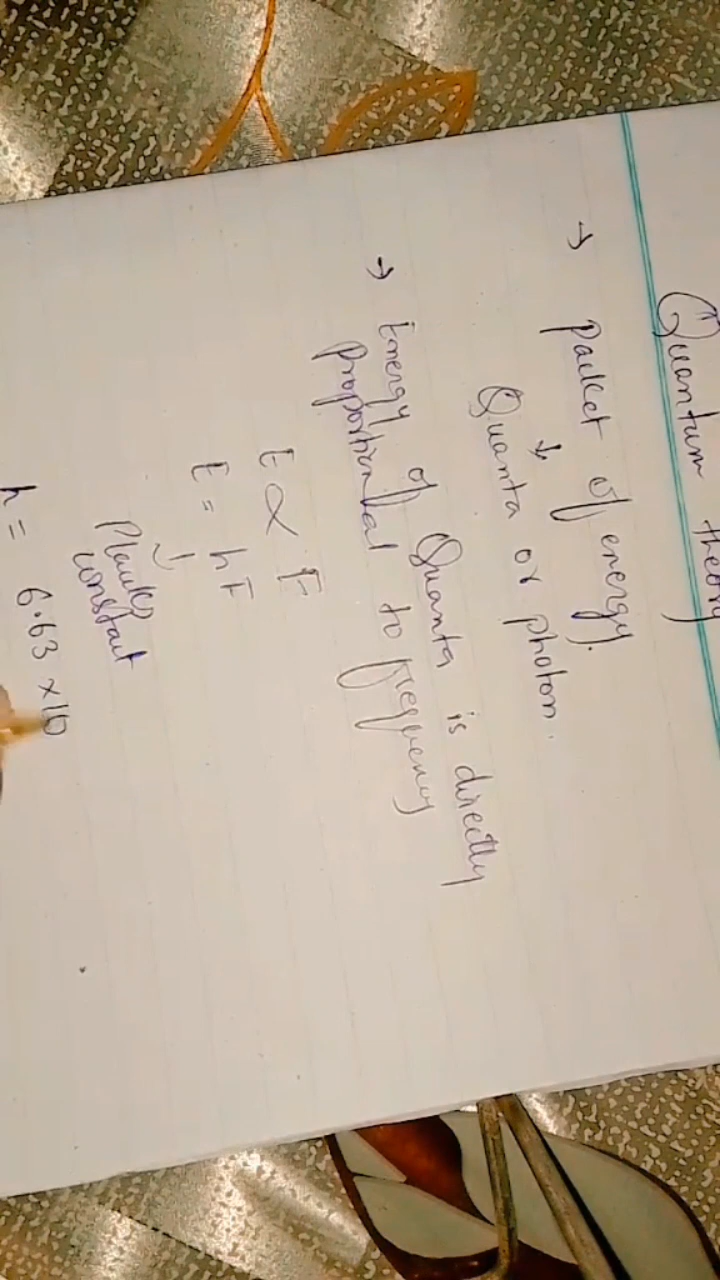 Quantum theory
→ Packet of energy.
↓
Quanta or photon..
→ Energy of Quanta is directly
proportional to frequency
E ∝ F
E = hF
↓
Planks
constant
h = 6.63 × 10